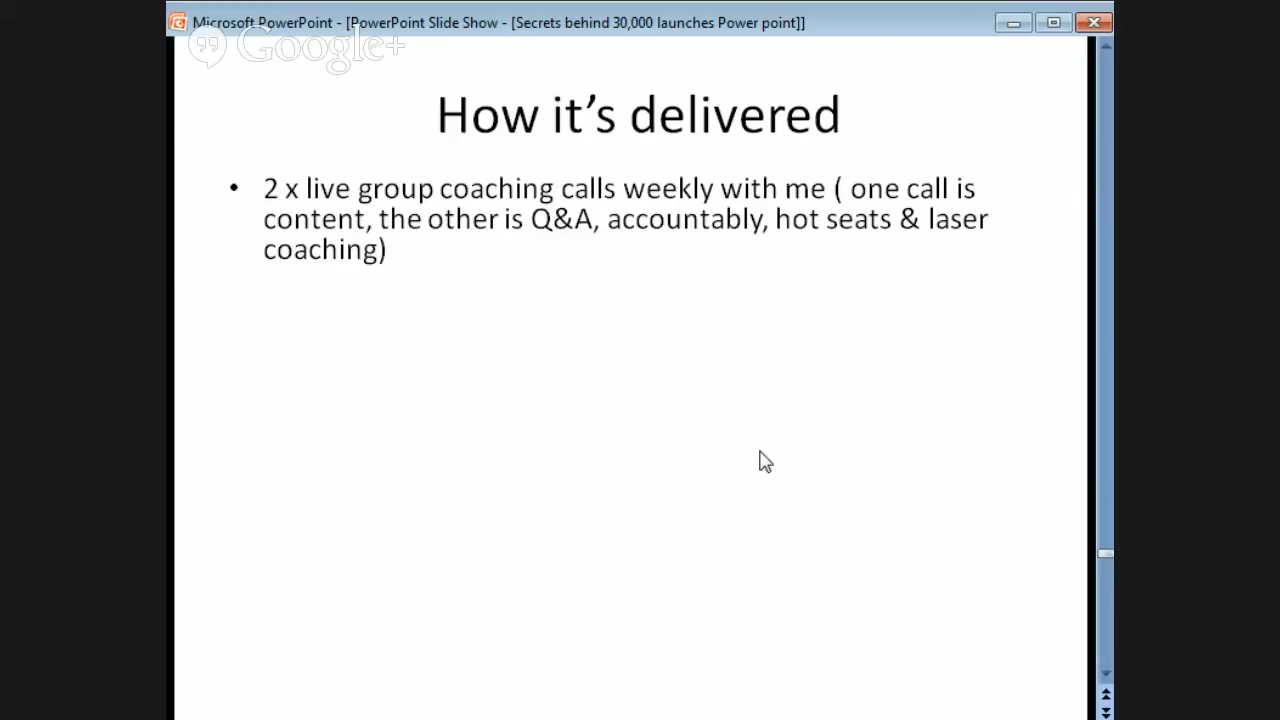 Microsoft PowerPoint - [PowerPoint Slide Show - [Secrets behind 30,000 launches Power point]]
Google+
How it's delivered
• 2 x live group coaching calls weekly with me ( one call is
content, the other is Q&A, accountably, hot seats & laser
coaching)